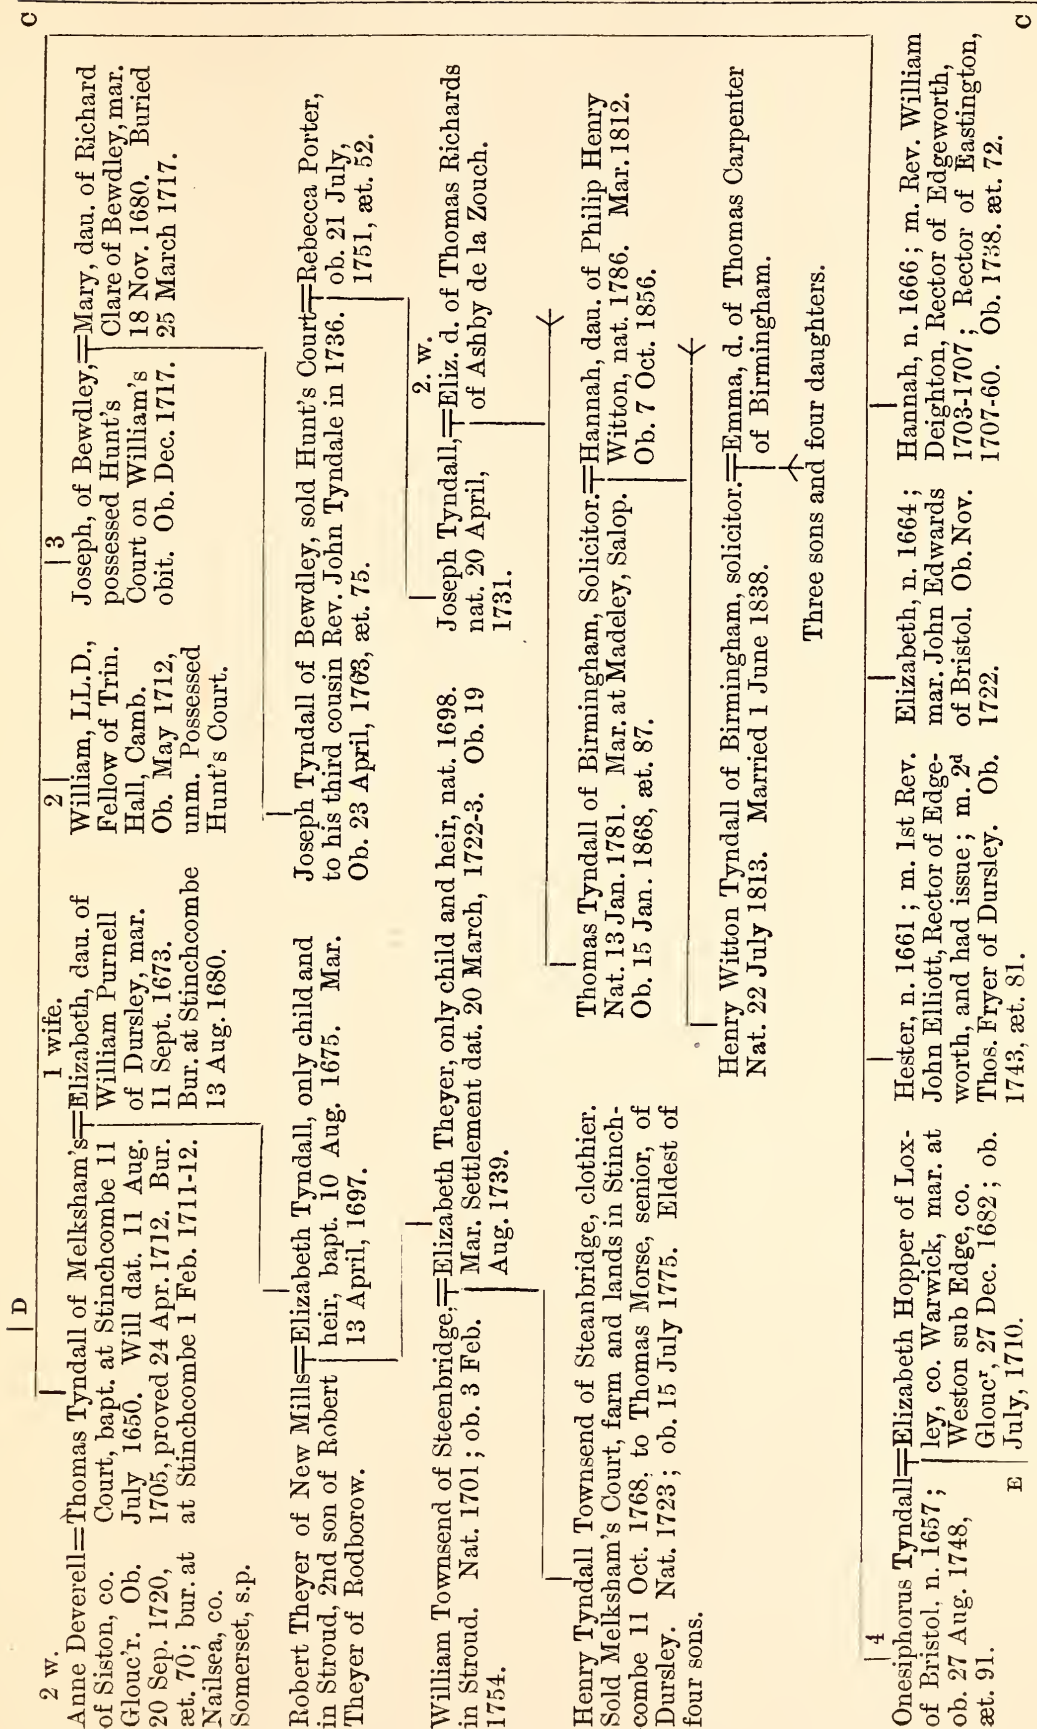 D
C
2 w.
Anne Deverell=Thomas Tyndall of Melksham's=Elizabeth, dau. of
of Siston, co.
Glouc'r. Ob.
20 Sep. 1720,
æt. 70; bur. at
Nailsea, co.
Somerset, s.p.
Court, bapt. at Stinchcombe 11
July 1650. Will dat. 11 Aug.
1705, proved 24 Apr. 1712. Bur.
at Stinchcombe 1 Feb. 1711-12.
1 wife.
William Purnell
of Dursley, mar.
11 Sept. 1673.
Bur. at Stinchcombe
13 Aug. 1680.
2
William, LL.D.,
Fellow of Trin.
Hall, Camb.
Ob. May 1712,
unm. Possessed
Hunt's Court.
3
Joseph, of Bewdley,=Mary, dau. of Richard
possessed Hunt's
Court on William's
obit. Ob. Dec. 1717.
Clare of Bewdley, mar.
18 Nov. 1680. Buried
25 March 1717.
Robert Theyer of New Mills=Elizabeth Tyndall, only child and
in Stroud, 2nd son of Robert
Theyer of Rodborow.
heir, bapt. 10 Aug. 1675. Mar.
13 April, 1697.
Joseph Tyndall of Bewdley, sold Hunt's Court=Rebecca Porter,
to his third cousin Rev. John Tyndale in 1736.
Ob. 23 April, 1763, æt. 75.
ob. 21 July,
1751, æt. 52.
William Townsend of Steenbridge,=Elizabeth Theyer, only child and heir, nat. 1698.
in Stroud. Nat. 1701; ob. 3 Feb.
1754.
Mar. Settlement dat. 20 March, 1722-3. Ob. 19
Aug. 1739.
2. w.
Joseph Tyndall,=Eliz. d. of Thomas Richards
nat. 20 April,
1731.
of Ashby de la Zouch.
Henry Tyndall Townsend of Steanbridge, clothier.
Sold Melksham's Court, farm and lands in Stinch-
combe 11 Oct. 1768, to Thomas Morse, senior, of
Dursley. Nat. 1723; ob. 15 July 1775. Eldest of
four sons.
Thomas Tyndall of Birmingham, Solicitor.=Hannah, dau. of Philip Henry
Nat. 13 Jan. 1781. Mar. at Madeley, Salop.
Ob. 15 Jan. 1868, æt. 87.
Witton, nat. 1786. Mar. 1812.
Ob. 7 Oct. 1856.
Henry Witton Tyndall of Birmingham, solicitor.=Emma, d. of Thomas Carpenter
Nat. 22 July 1813. Married 1 June 1838.
of Birmingham.
Three sons and four daughters.
4
Onesiphorus Tyndall=Elizabeth Hopper of Lox-
of Bristol, n. 1657;
ob. 27 Aug. 1748,
æt. 91.
ley, co. Warwick, mar. at
Weston sub Edge, co.
Glouc<sup>r</sup>, 27 Dec. 1682; ob.
July, 1710.
E
Hester, n. 1661; m. 1st Rev.
John Elliott, Rector of Edge-
worth, and had issue; m. 2<sup>d</sup>
Thos. Fryer of Dursley. Ob.
1743, æt. 81.
Elizabeth, n. 1664;
mar. John Edwards
of Bristol. Ob. Nov.
1722.
Hannah, n. 1666; m. Rev. William
Deighton, Rector of Edgeworth,
1703-1707; Rector of Eastington,
1707-60. Ob. 1738. æt. 72.
C